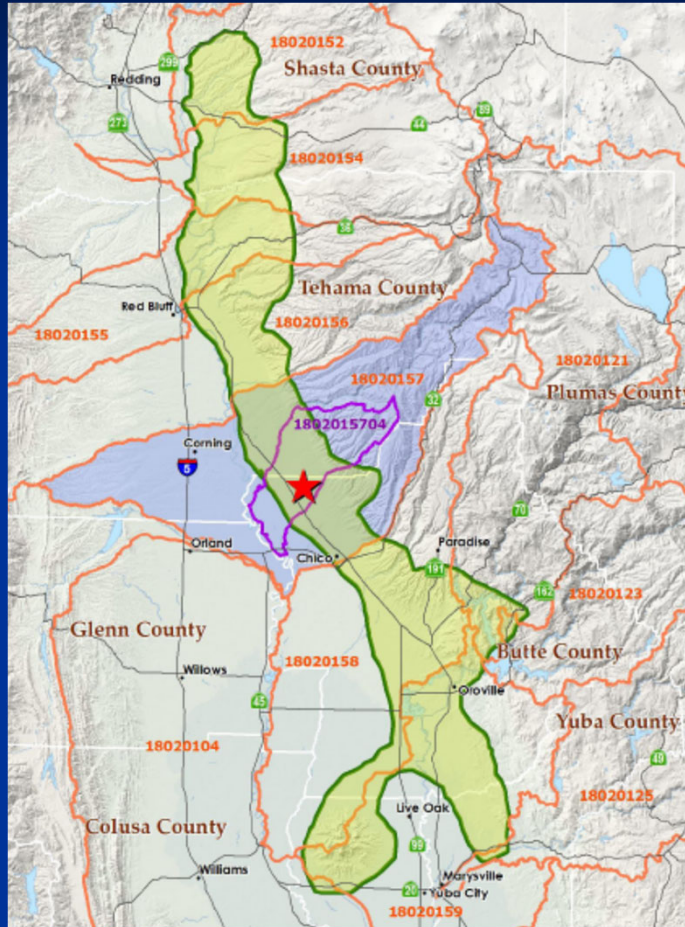 18020152
299
Shasta County
Redding
89
273
44
18020154
36
Tehama County
Red Bluff
18020156
18020155
18020121
18020157
Plumas County
32
1802015704
Corning
5
70
Orland
Paradise
Chico
191
162
18020123
Glenn County
Butte County
18020158
Willows
Oroville
45
Yuba County
18020104
49
18020125
Live Oak
Colusa County
99
Williams
Marysville
20
Yuba City
18020159